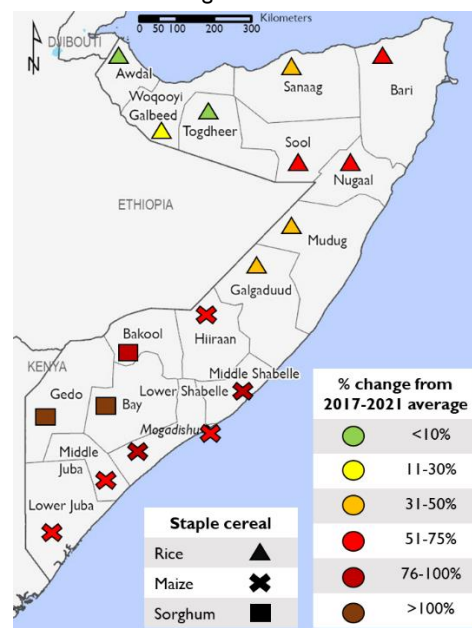 0 50 100 200 300 400 Kilometers
N
DJIBOUTI
Awdal
Woqooyi
Galbeed
Togdheer
Sanaag
Bari
Sool
Nugaal
ETHIOPIA
Mudug
Galgaduud
Hiiraan
Bakool
KENYA
Gedo
Bay
Middle Shabelle
Lower Shabelle
Mogadishu
Middle
Juba
Lower Juba
Staple cereal
Rice
Maize
Sorghum
% change from
2017-2021 average
<10%
11-30%
31-50%
51-75%
76-100%
>100%